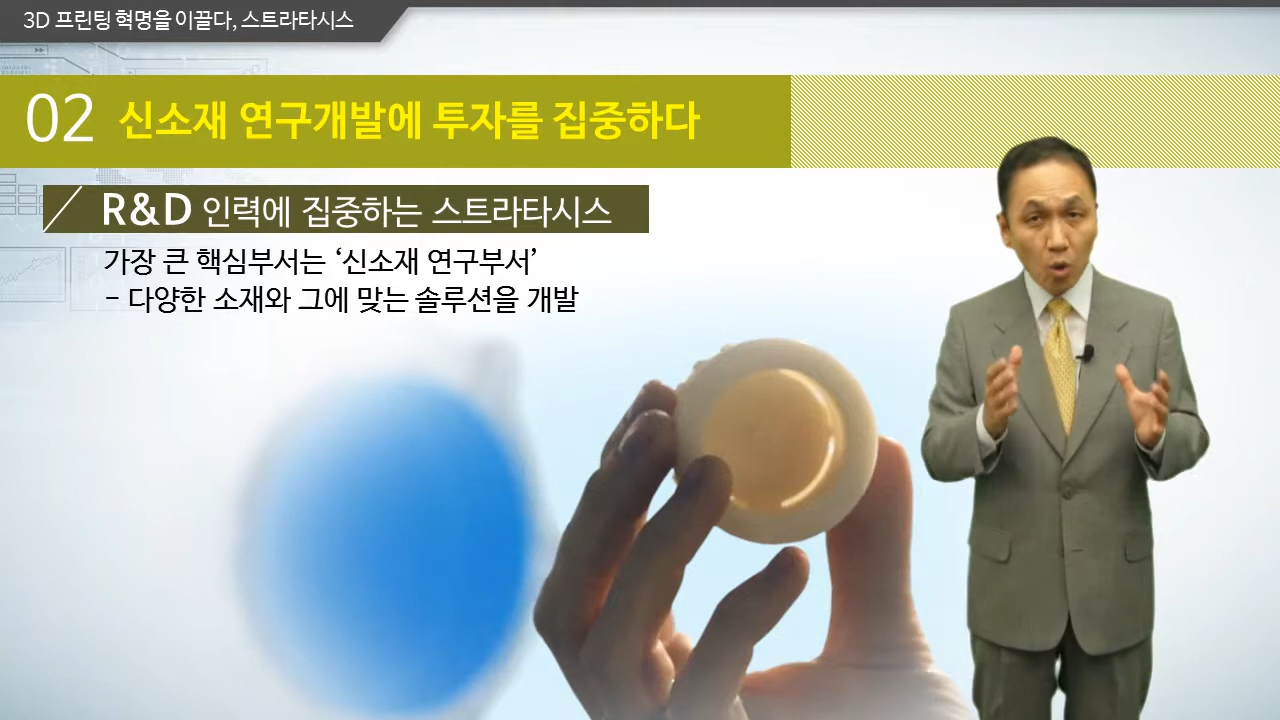 3D 프린팅 혁명을 이끌다, 스트라타시스
02 신소재 연구개발에 투자를 집중하다
R&D 인력에 집중하는 스트라타시스
가장 큰 핵심부서는 ‘신소재 연구부서’
- 다양한 소재와 그에 맞는 솔루션을 개발